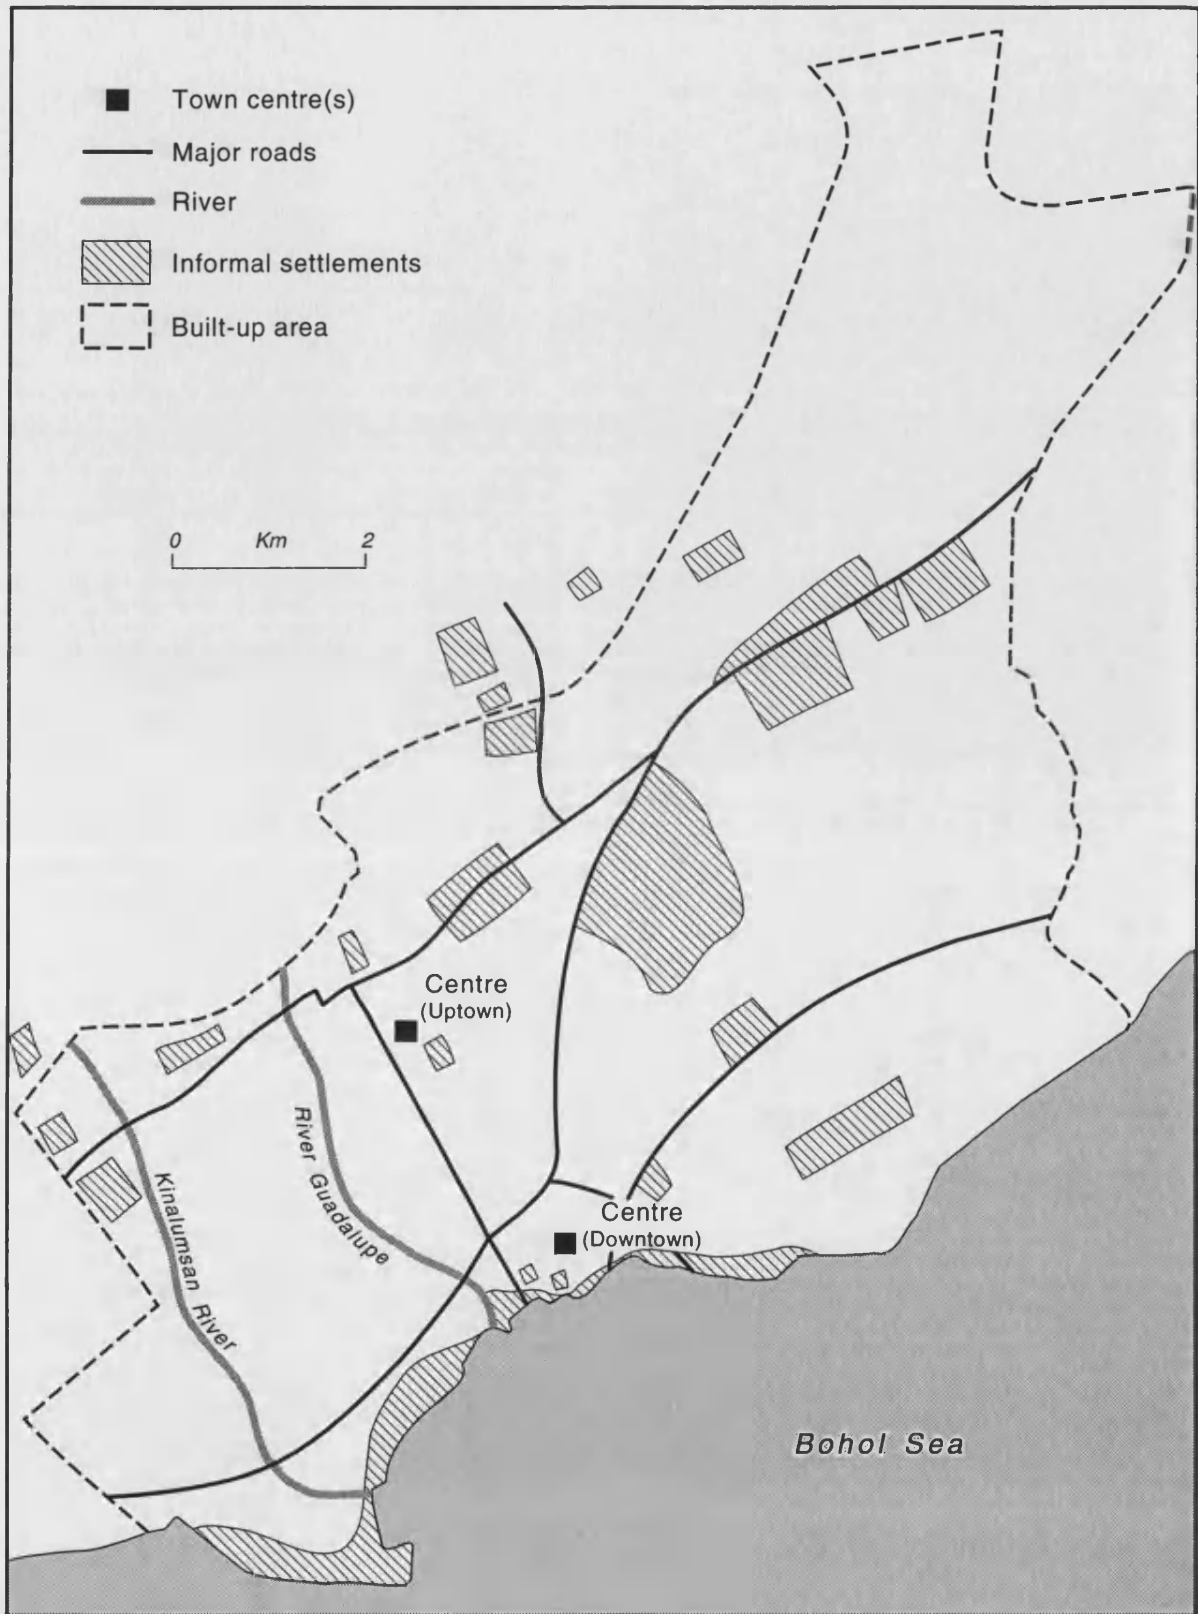 Town centre(s)
Major roads
River
Informal settlements
Built-up area
0 Km 2
Centre
(Uptown)
River Guadalupe
Kinalumsan River
Centre
(Downtown)
Bohol Sea